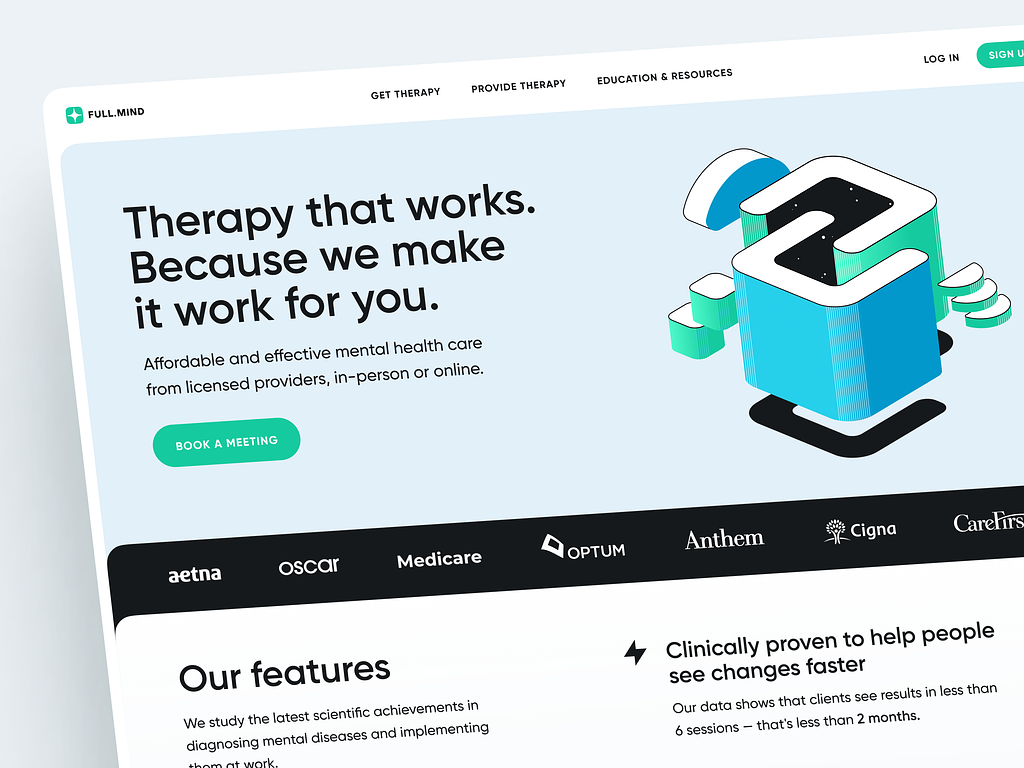 FULL.MIND
GET THERAPY
PROVIDE THERAPY
EDUCATION & RESOURCES
LOG IN
SIGN
Therapy that works.
Because we make
it work for you.
Affordable and effective mental health care
from licensed providers, in-person or online.
BOOK A MEETING
aetna
oscar
Medicare
OPTUM
Anthem
Cigna
Our features
We study the latest scientific achievements in
diagnosing mental diseases and implementing
them at work.
Clinically proven to help people
see changes faster
Our data shows that clients see results in less than
6 sessions — that's less than 2 months.